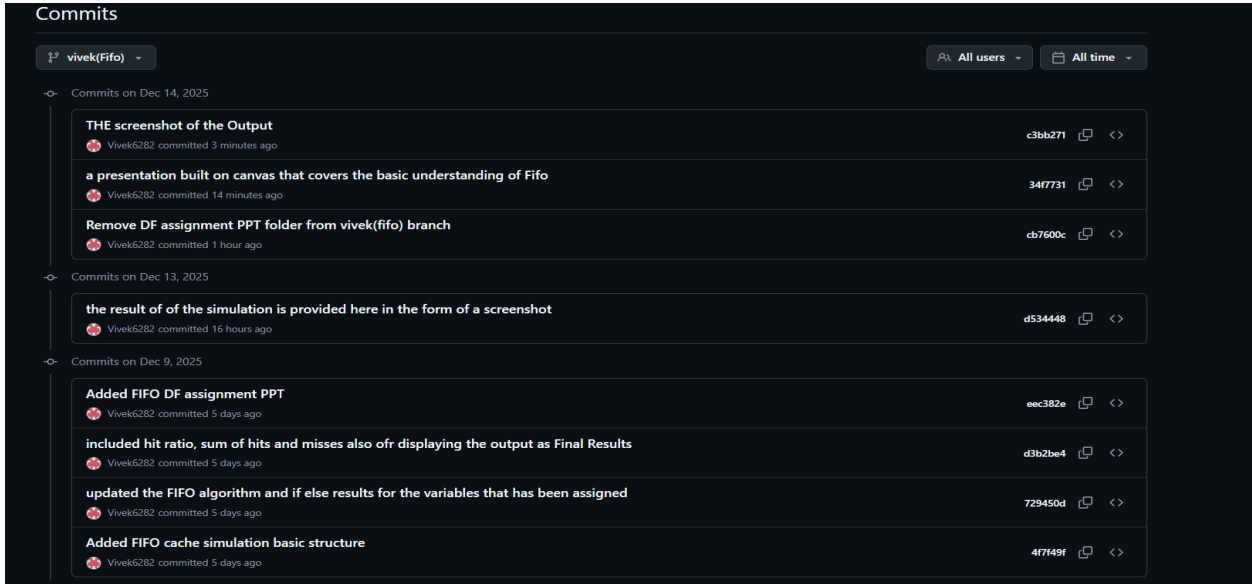 Commits
vivek(Fifo)
All users
All time
Commits on Dec 14, 2025
THE screenshot of the Output
Vivek6282 committed 3 minutes ago
c3bb271
a presentation built on canvas that covers the basic understanding of Fifo
Vivek6282 committed 14 minutes ago
34f7731
Remove DF assignment PPT folder from vivek(fifo) branch
Vivek6282 committed 1 hour ago
cb7600c
Commits on Dec 13, 2025
the result of of the simulation is provided here in the form of a screenshot
Vivek6282 committed 16 hours ago
d534448
Commits on Dec 9, 2025
Added FIFO DF assignment PPT
Vivek6282 committed 5 days ago
eec382e
included hit ratio, sum of hits and misses also ofr displaying the output as Final Results
Vivek6282 committed 5 days ago
d3b2be4
updated the FIFO algorithm and if else results for the variables that has been assigned
Vivek6282 committed 5 days ago
729450d
Added FIFO cache simulation basic structure
Vivek6282 committed 5 days ago
4f7f49f